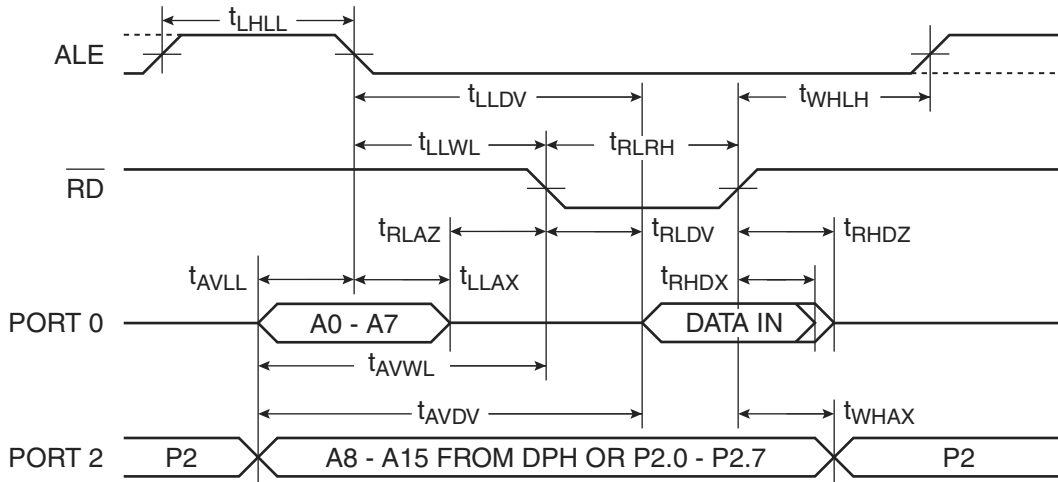 tLHLL
ALE
tLLDV
tWHLH
tLLWL
tRLRH
RD
tRLAZ
tRLDV
tRHDZ
tAVLL
tLLAX
tRHDX
PORT 0
A0 - A7
DATA IN
tAVWL
tAVDV
tWHAX
PORT 2
P2
A8 - A15 FROM DPH OR P2.0 - P2.7
P2